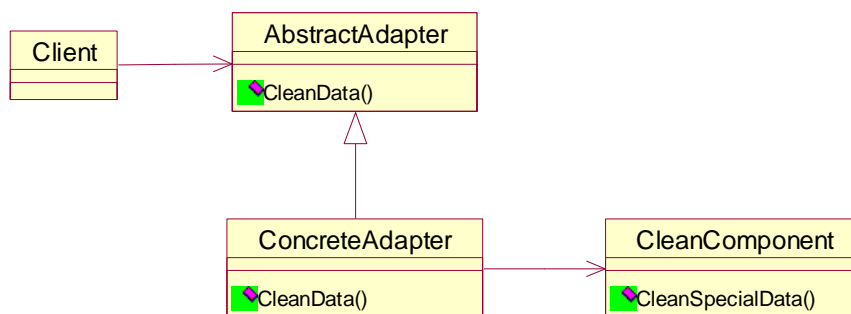 AbstractAdapter
Client
CleanData()
ConcreteAdapter
CleanComponent
CleanData()
CleanSpecialData()